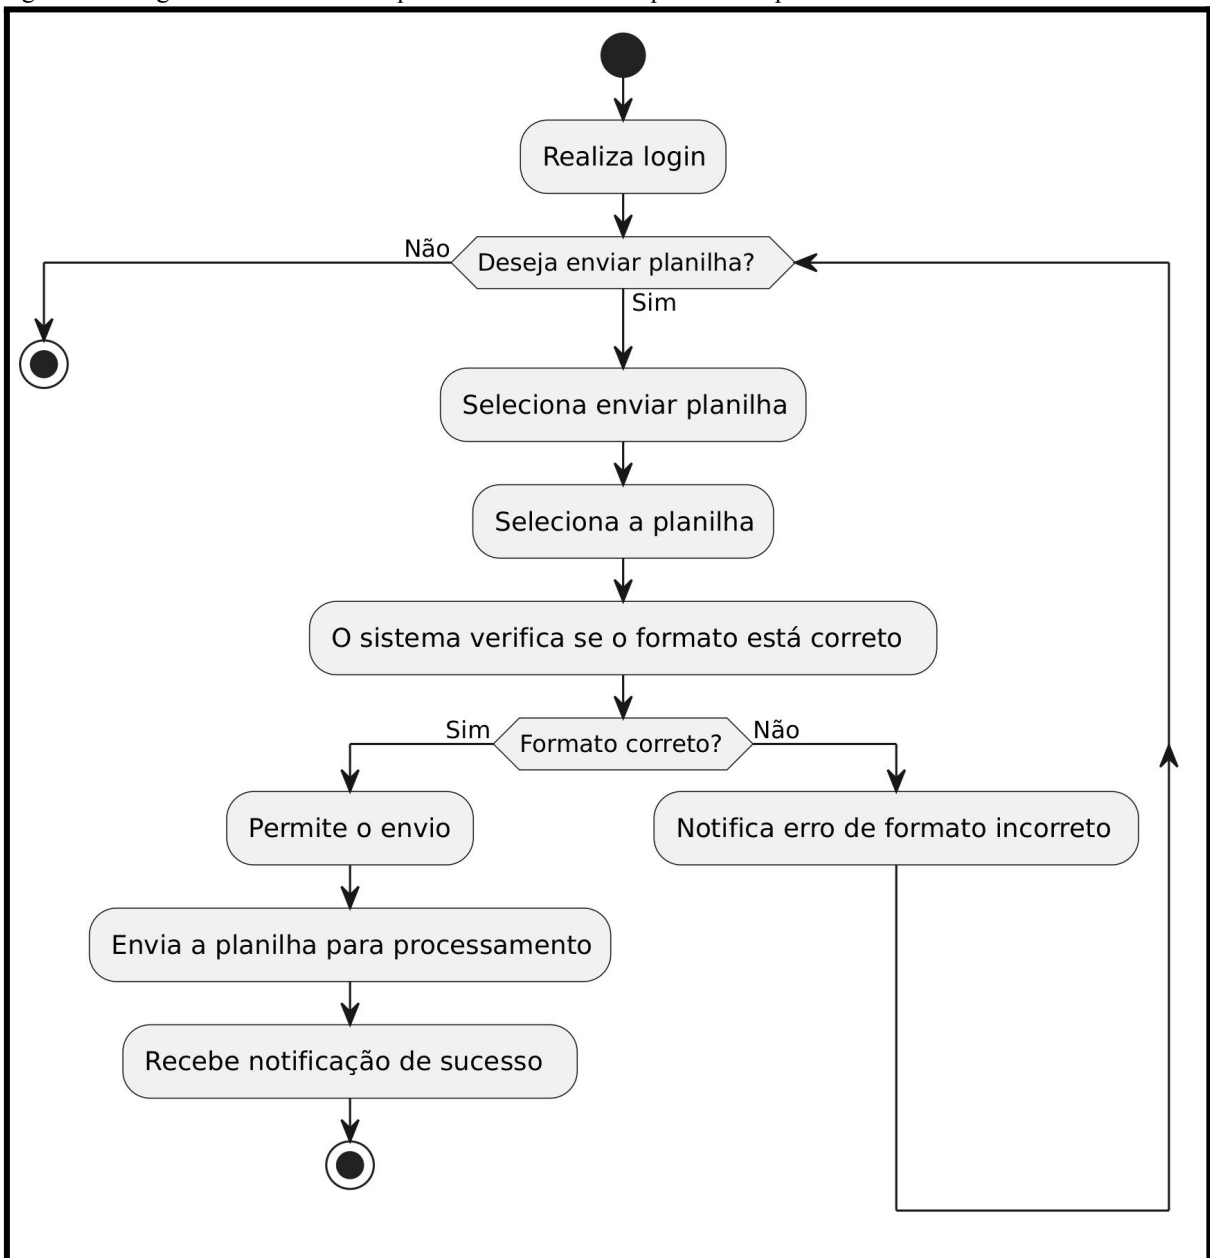 Realiza login
Não
Deseja enviar planilha?
Sim
Seleciona enviar planilha
Seleciona a planilha
O sistema verifica se o formato está correto
Sim
Formato correto?
Não
Permite o envio
Notifica erro de formato incorreto
Envia a planilha para processamento
Recebe notificação de sucesso